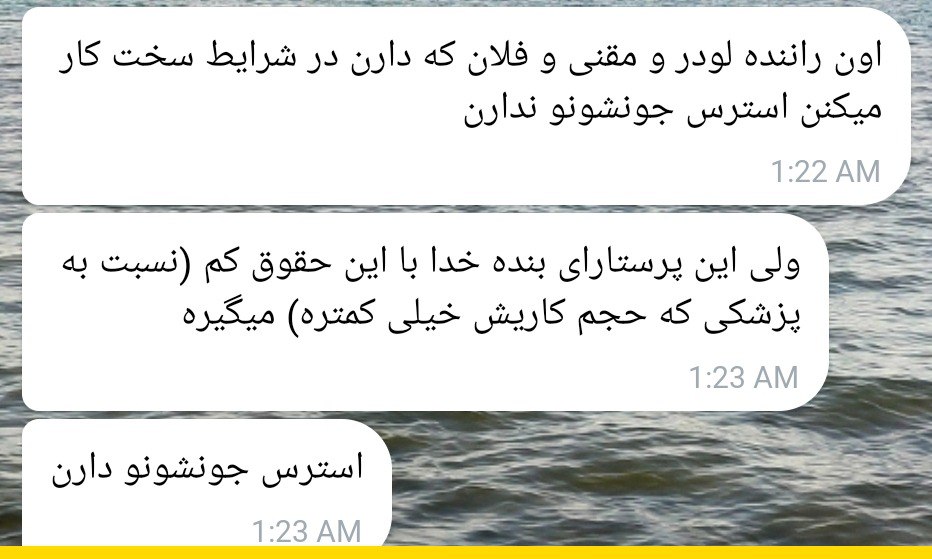 اون راننده لودر و مقنی و فلان که دارن در شرایط سخت کار
میکنن استرس جونشونو ندارن
1:22 AM
ولی این پرستارای بنده خدا با این حقوق کم (نسبت به
پزشکی که حجم کاریش خیلی کمتره) میگیره
1:23 AM
استرس جونشونو دارن
1:23 AM